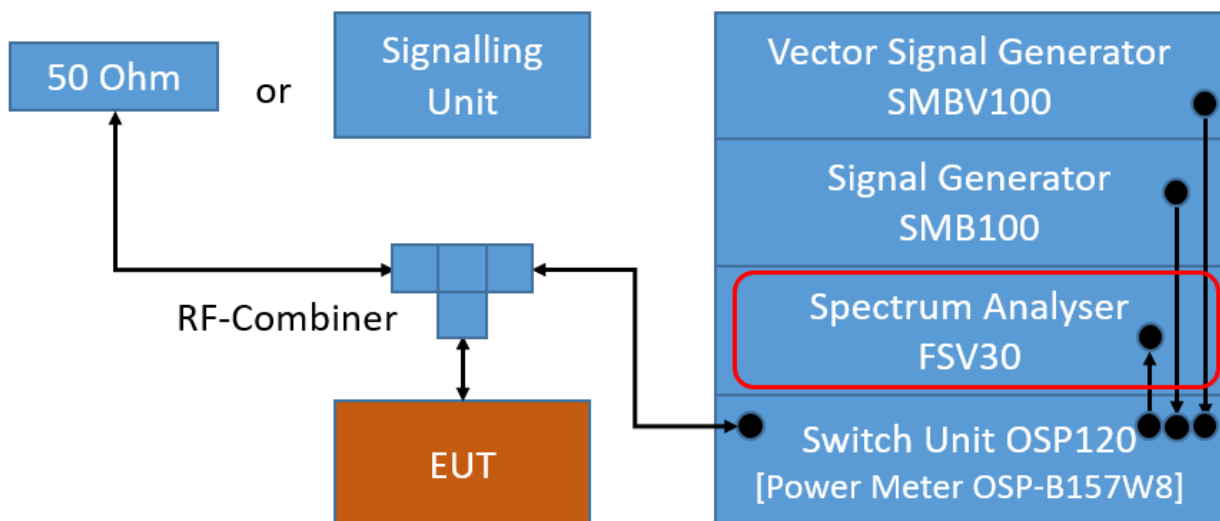 50 Ohm
or
Signalling
Unit
RF-Combiner
EUT
Vector Signal Generator
SMBV100
Signal Generator
SMB100
Spectrum Analyser
FSV30
Switch Unit OSP120
[Power Meter OSP-B157W8]